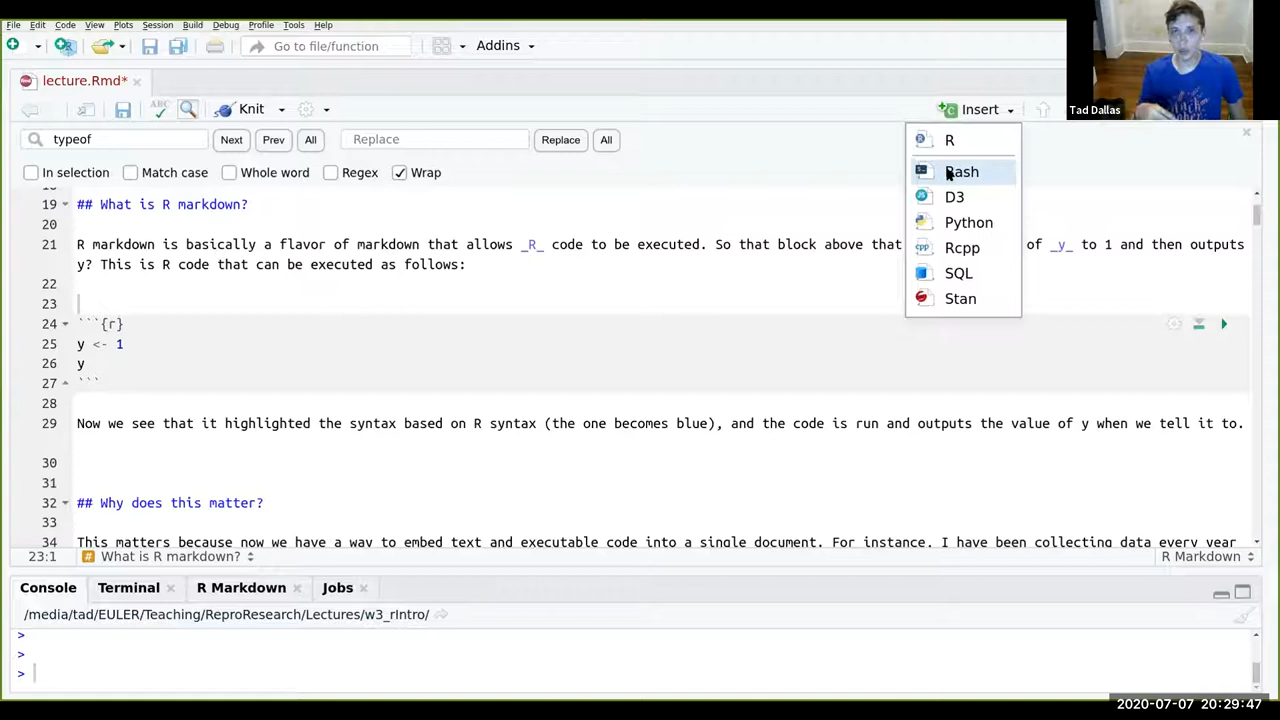 File Edit Code View Plots Session Build Debug Profile Tools Help
Go to file/function Addins
Tad Dallas
lecture.Rmd*
ABC Knit Insert
typeof Next Prev All Replace Replace All
In selection Match case Whole word Regex Wrap
R
Bash
D3
Python
Rcpp
SQL
Stan
19 ## What is R markdown?
20
21 R markdown is basically a flavor of markdown that allows _R_ code to be executed. So that block above that of _y_ to 1 and then outputs
y? This is R code that can be executed as follows:
22
23
24 ```{r}
25 y <- 1
26 y
27 ```
28
29 Now we see that it highlighted the syntax based on R syntax (the one becomes blue), and the code is run and outputs the value of y when we tell it to.
30
31
32 ## Why does this matter?
33
34 This matters because now we have a way to embed text and executable code into a single document. For instance, I have been collecting data every year
23:1 # What is R markdown? R Markdown
Console Terminal R Markdown Jobs
/media/tad/EULER/Teaching/ReproResearch/Lectures/w3_rIntro/
>
>
>
2020-07-07 20:29:47